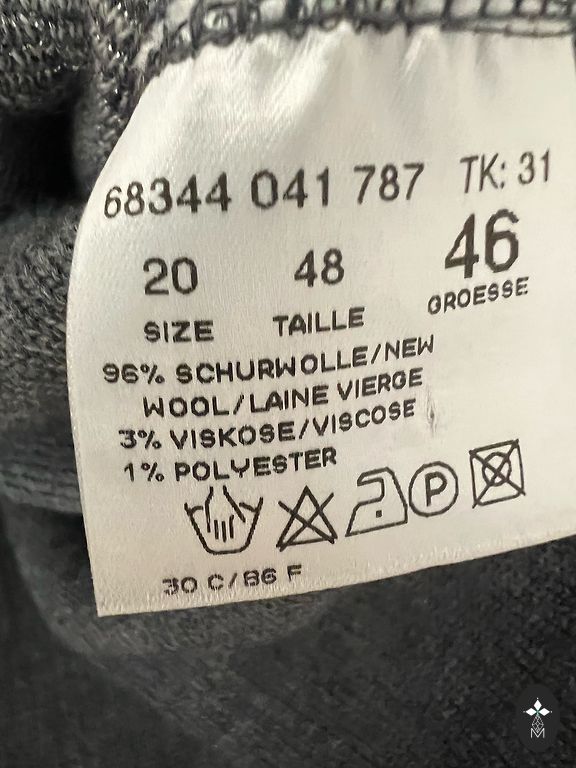 68344 041 787 TK: 31
20 48 46
SIZE TAILLE GROESSE
96% SCHURWOLLE/NEW
WOOL/LAINE VIERGE
3% VISKOSE/VISCOSE
1% POLYESTER
P
30 C/86 F
M